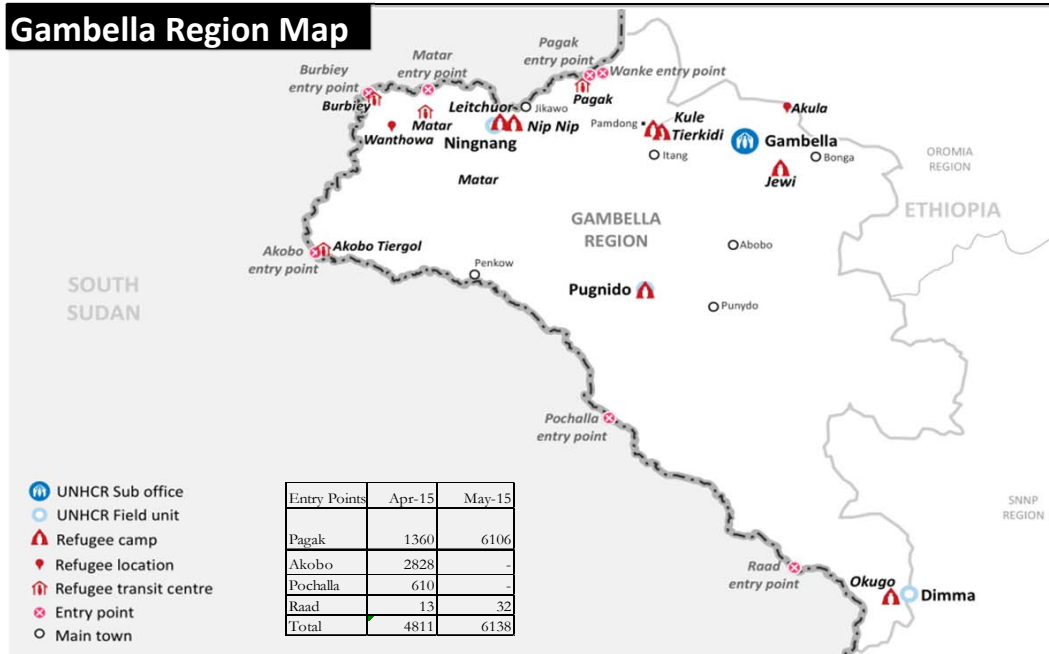 Gambella Region Map
Pagak
entry point
Matar
entry point
Burbiey
entry point
Wanke entry point
Burbiey
Leitchuor
Jikawo
Pagak
Akula
Matar
Wanthowa
Nip Nip
Ningnang
Pamdong
Kule
Tierkidi
Itang
Gambella
Bonga
Jewi
OROMIA
REGION
Matar
ETHIOPIA
GAMBELLA
REGION
Akobo
entry point
Akobo Tiergol
Abobo
Penkow
SOUTH
SUDAN
Pugnido
Punydo
Pochalla
entry point
SNNP
REGION
Raad
entry point
Okugo
Dimma
UNHCR Sub office
UNHCR Field unit
Refugee camp
Refugee location
Refugee transit centre
Entry point
Main town
Entry Points Apr-15 May-15
Pagak 1360 6106
Akobo 2828 -
Pochalla 610 -
Raad 13 32
Total 4811 6138